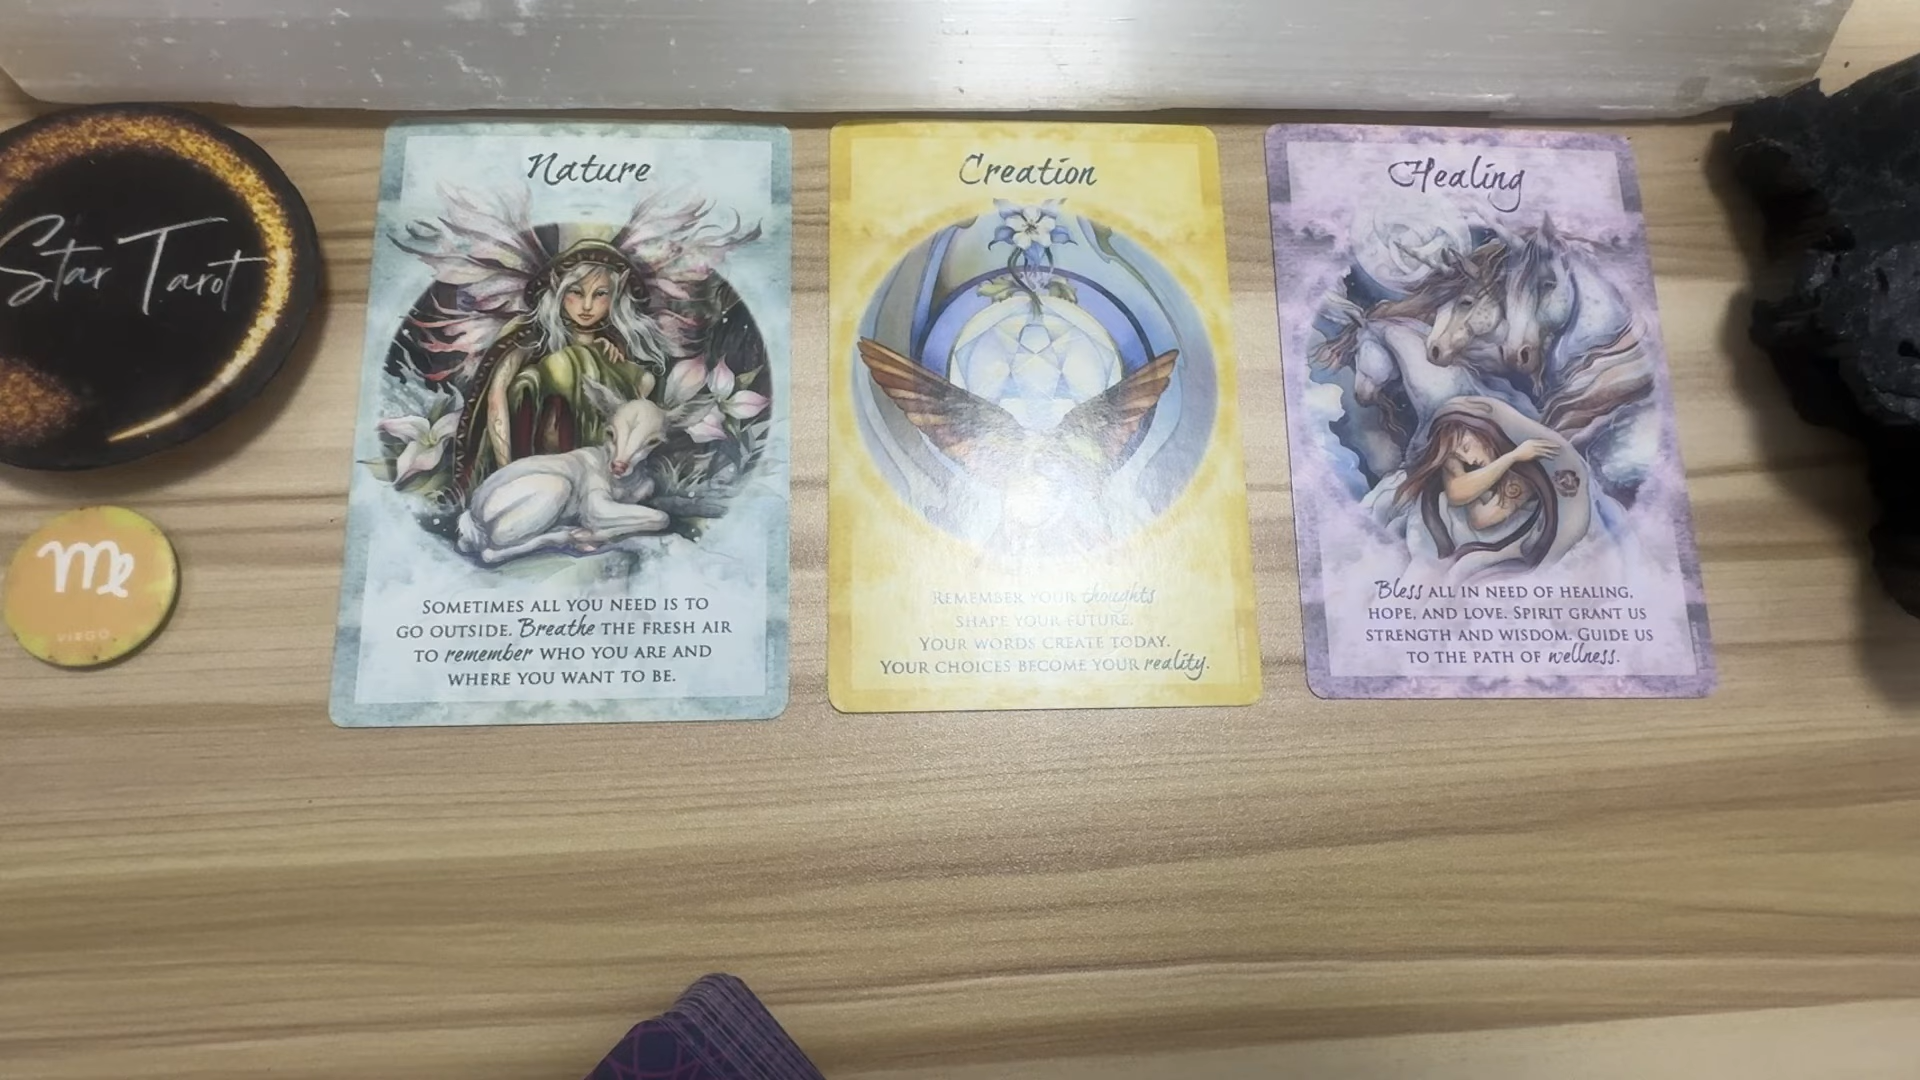 Star Tarot
VIRGO
Nature
SOMETIMES ALL YOU NEED IS TO
GO OUTSIDE. Breathe THE FRESH AIR
TO remember WHO YOU ARE AND
WHERE YOU WANT TO BE.
Creation
REMEMBER YOUR thoughts
SHAPE YOUR FUTURE.
YOUR WORDS CREATE TODAY.
YOUR CHOICES BECOME YOUR reality.
Healing
Bless ALL IN NEED OF HEALING,
HOPE, AND LOVE. SPIRIT GRANT US
STRENGTH AND WISDOM. GUIDE US
TO THE PATH OF wellness.